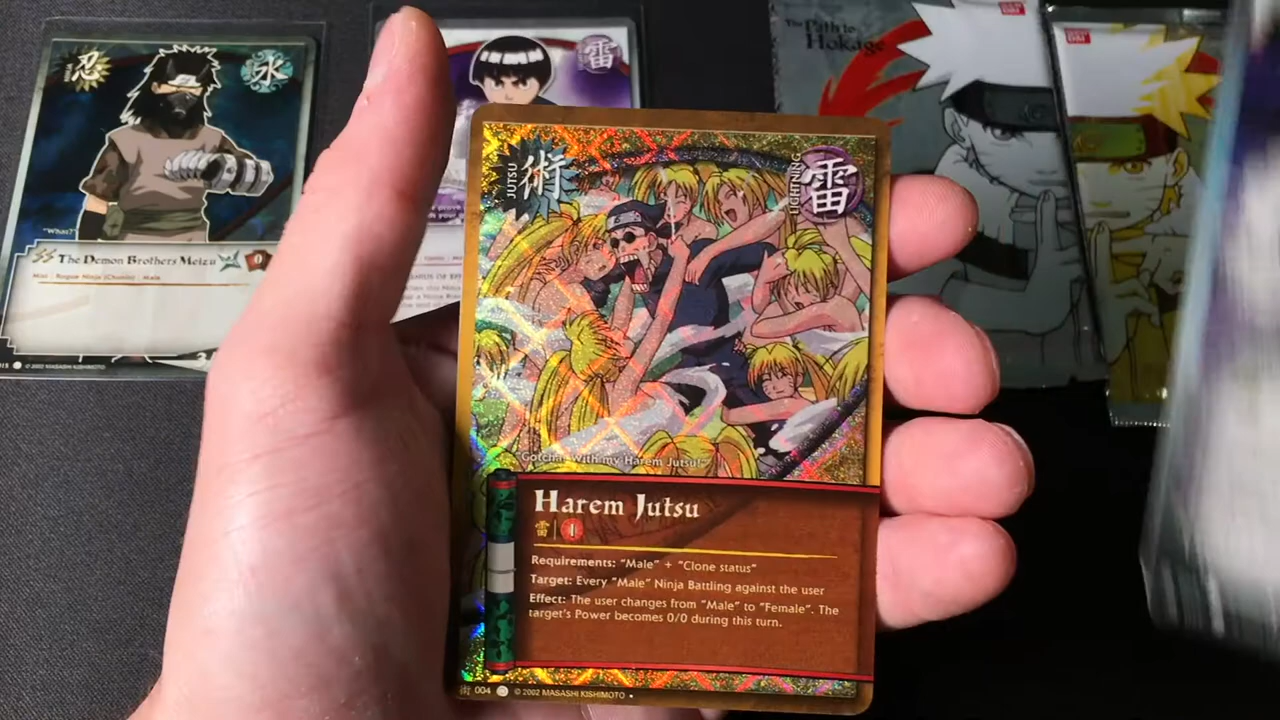 忍
水
雷
The Path to
Hokage
BANDAI
"What?"
The Demon Brothers Meizu
0
Mist | Rogue Ninja (Chunin) | Male
© 2002 MASASHI KISHIMOTO
JUTSU
術
LIGHTNING
雷
"Gotcha! With my Harem Jutsu!"
Harem Jutsu
雷 | 1
Requirements: "Male" + "Clone status"
Target: Every "Male" Ninja Battling against the user
Effect: The user changes from "Male" to "Female". The
target's Power becomes 0/0 during this turn.
術 004 © 2002 MASASHI KISHIMOTO